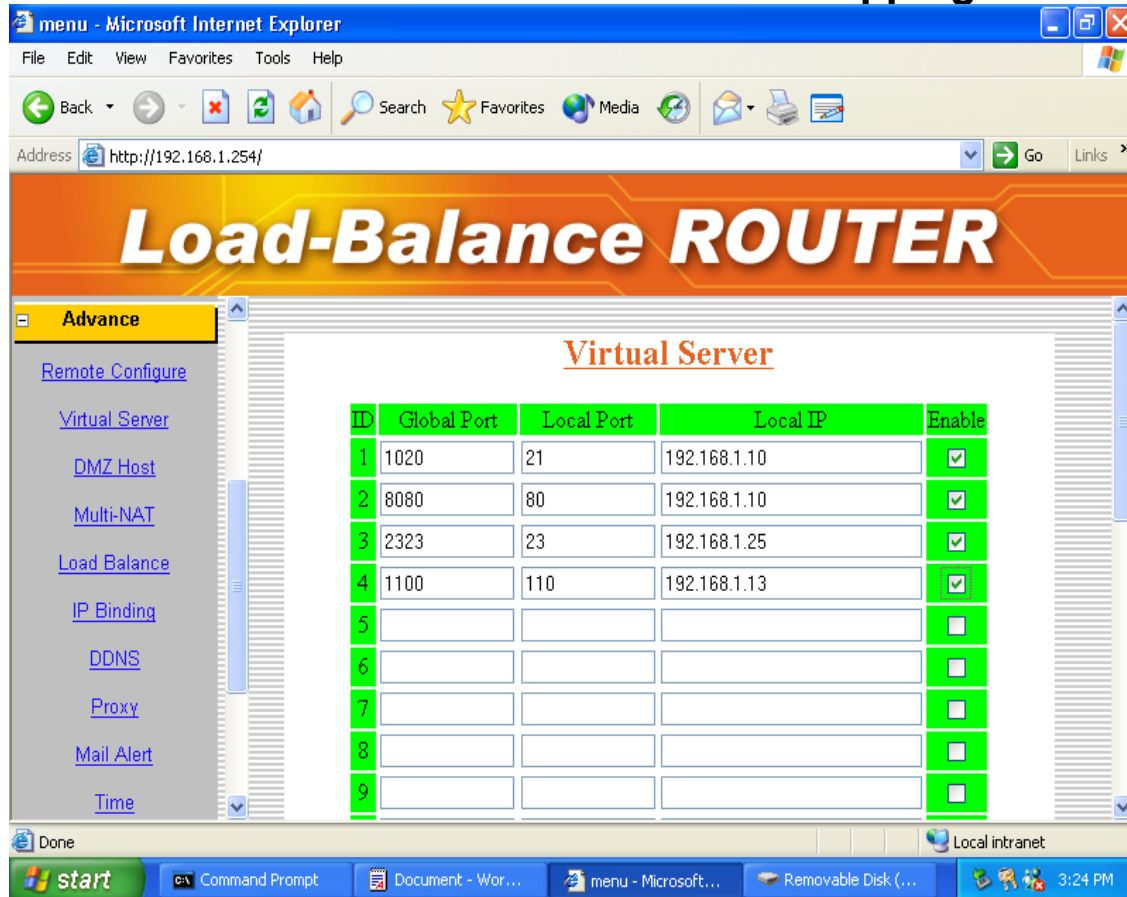 pping
menu - Microsoft Internet Explorer
File Edit View Favorites Tools Help
Back Search Favorites Media
Address http://192.168.1.254/ Go Links
Load-Balance ROUTER
Advance
Remote Configure
Virtual Server
DMZ Host
Multi-NAT
Load Balance
IP Binding
DDNS
Proxy
Mail Alert
Time
Virtual Server
ID Global Port Local Port Local IP Enable
1 1020 21 192.168.1.10
2 8080 80 192.168.1.10
3 2323 23 192.168.1.25
4 1100 110 192.168.1.13
5
6
7
8
9
Done Local intranet
start Command Prompt Document - Wor... menu - Microsoft... Removable Disk (... 3:24 PM